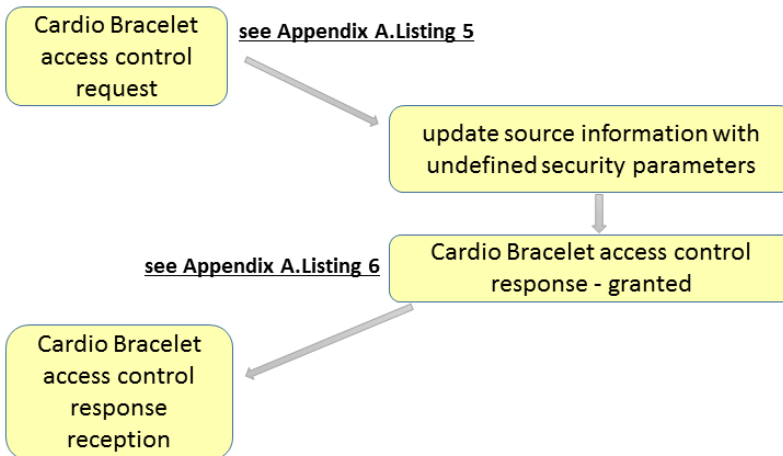 Cardio Bracelet
access control
request
see Appendix A.Listing 5
update source information with
undefined security parameters
see Appendix A.Listing 6
Cardio Bracelet access control
response - granted
Cardio Bracelet
access control
response
reception